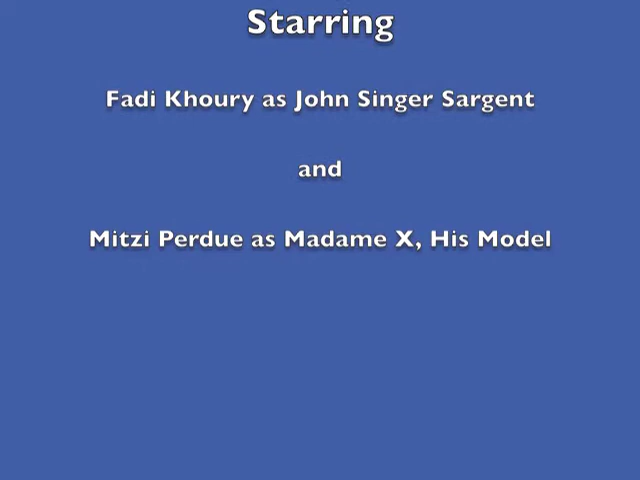 Starring
Fadi Khoury as John Singer Sargent
and
Mitzi Perdue as Madame X, His Model